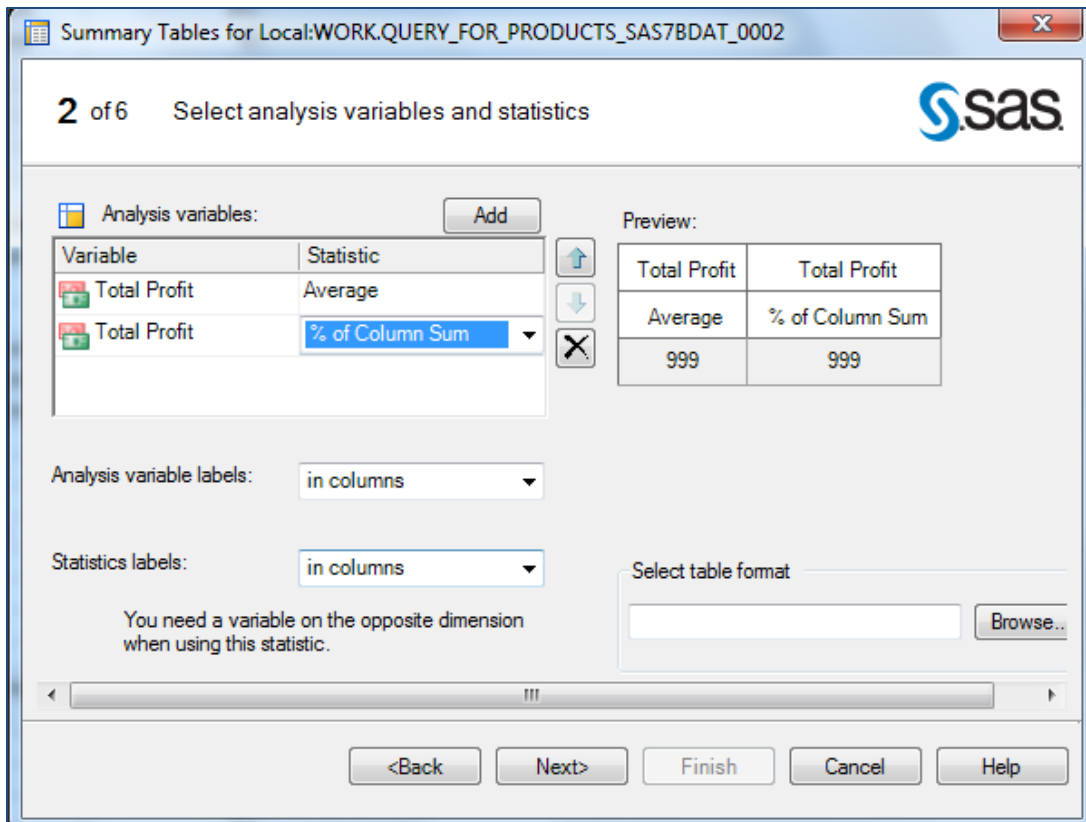 Summary Tables for Local:WORK.QUERY_FOR_PRODUCTS_SAS7BDAT_0002
X
2 of 6 Select analysis variables and statistics
sas
Analysis variables:
Add
Variable Statistic
Total Profit Average
Total Profit % of Column Sum
Preview:
Total Profit Total Profit
Average % of Column Sum
999 999
Analysis variable labels: in columns
Statistics labels: in columns
You need a variable on the opposite dimension
when using this statistic.
Select table format
Browse..
<Back Next> Finish Cancel Help